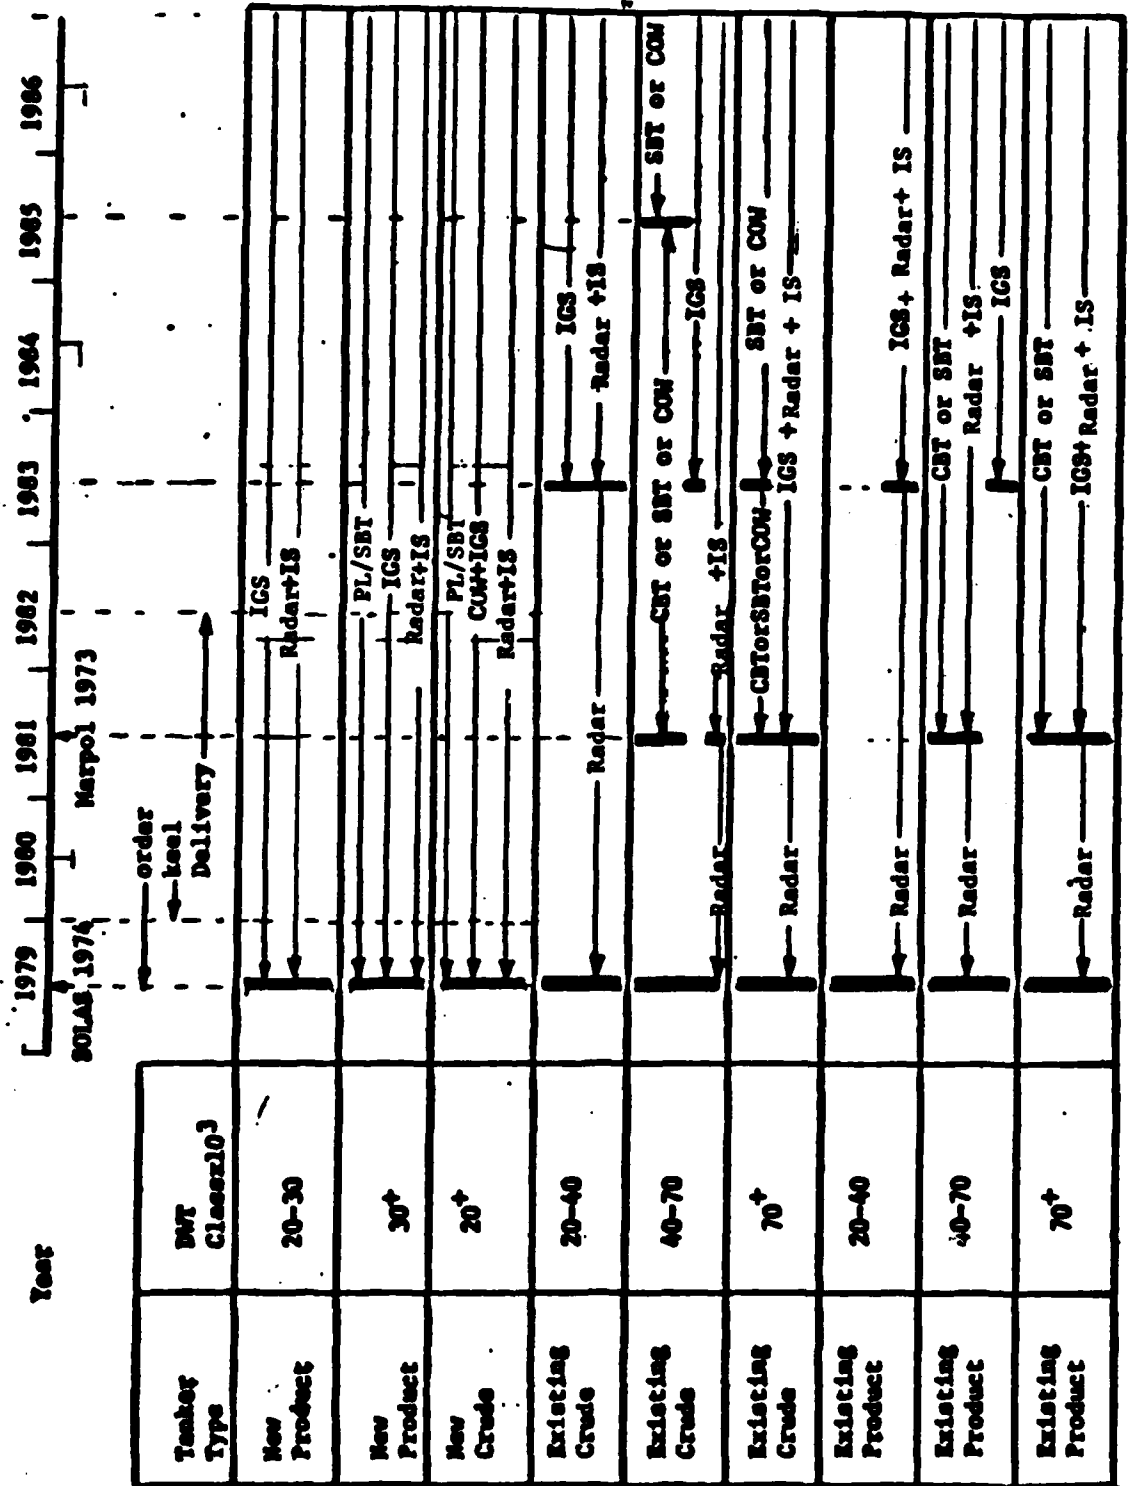 Year
1979 1980 1981 1982 1983 1984 1985 1986
SOLAS 1974
Marpol 1973
order
keel
Delivery
Tanker Type
DWT Classx10³
New Product
20-30
IGS
Radar+IS
New Product
30+
PL/SBT
IGS
Radar+IS
New Crude
20+
PL/SBT
COW+IGS
Radar+IS
Existing Crude
20-40
Radar
IGS
Radar +IS
Existing Crude
40-70
CBT or SBT or COW
SBT or COW
IGS
Radar
Radar +IS
Existing Crude
70+
CBTorSBTorCOW
SBT or COW
Radar
IGS +Radar + IS
Existing Product
20-40
Radar
IGS+ Radar+ IS
Existing Product
40-70
CBT or SBT
Radar
Radar +IS
IGS
Existing Product
70+
CBT or SBT
Radar
IGS+Radar + IS